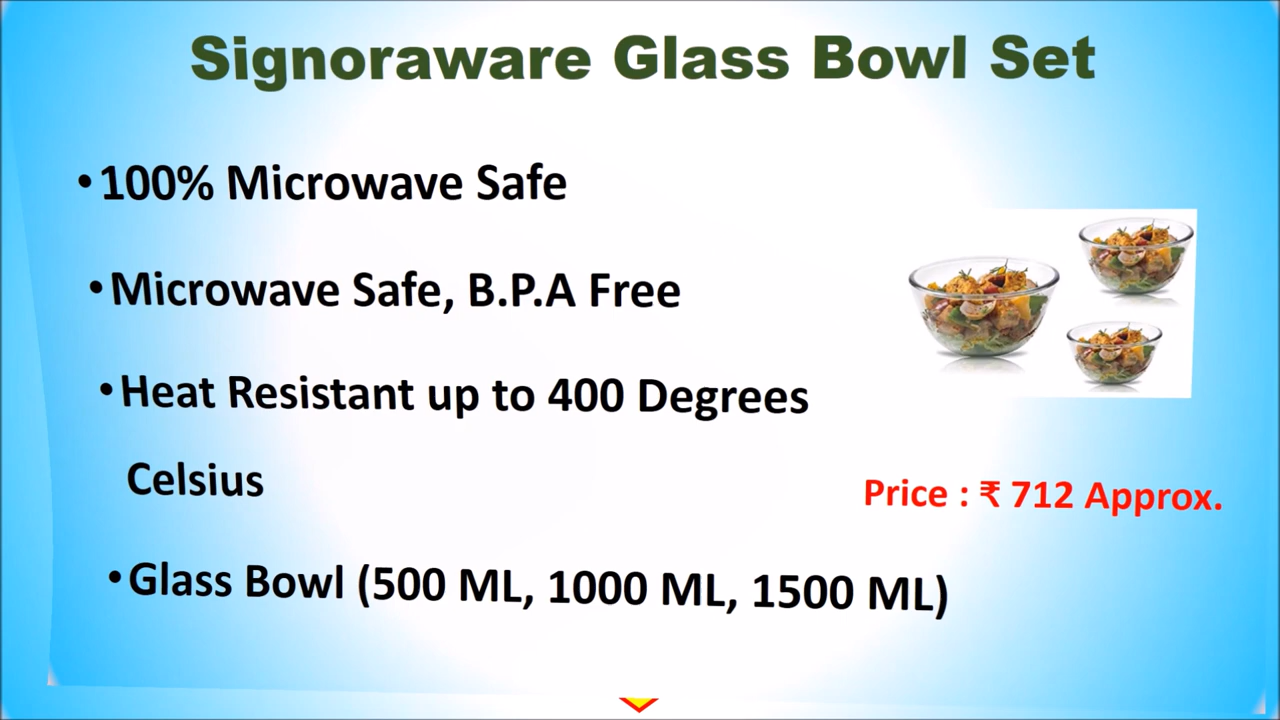 Signoraware Glass Bowl Set
•100% Microwave Safe
•Microwave Safe, B.P.A Free
•Heat Resistant up to 400 Degrees
Celsius
Price : ₹ 712 Approx.
•Glass Bowl (500 ML, 1000 ML, 1500 ML)